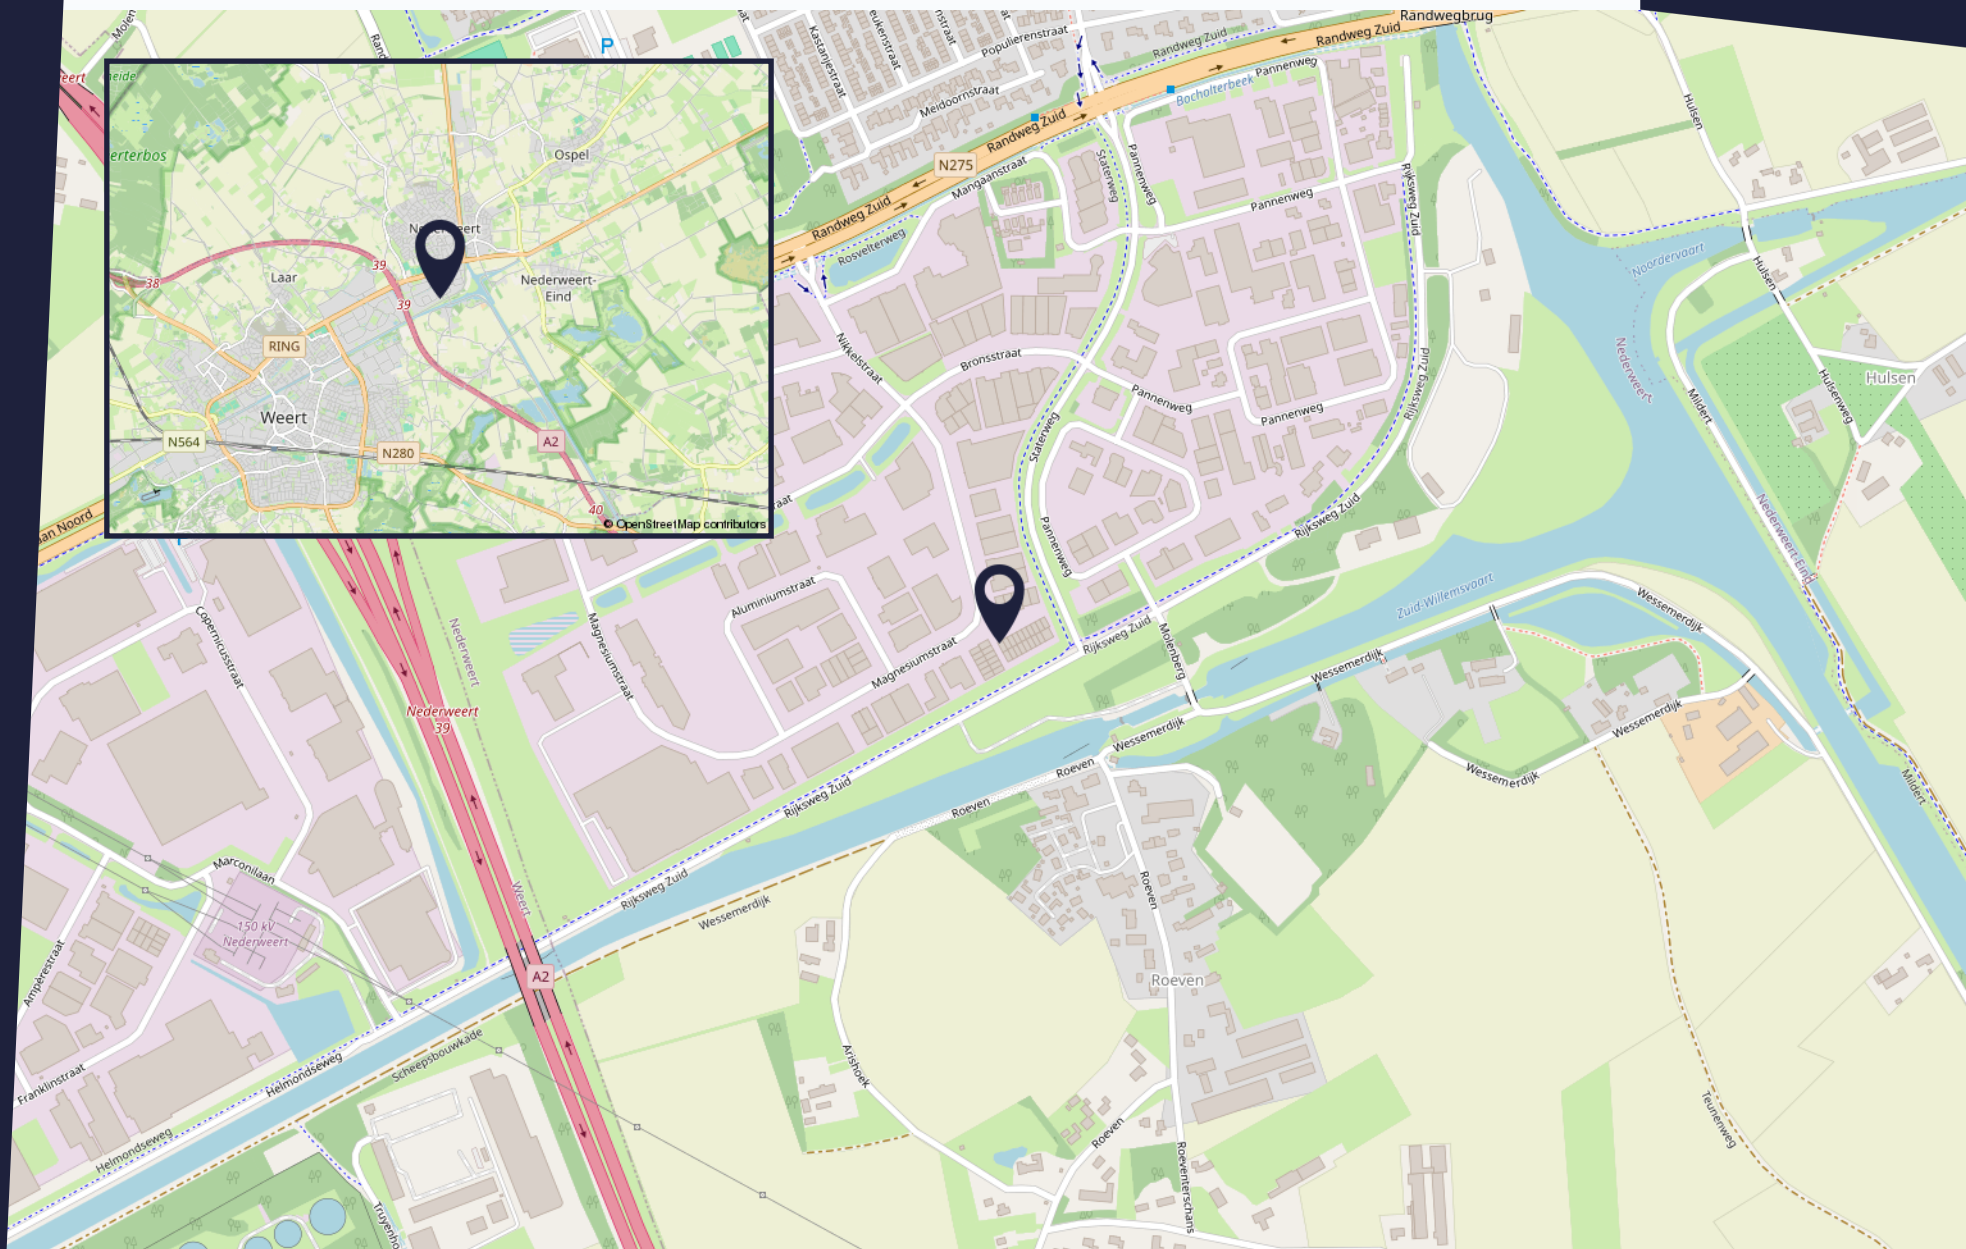 Randwegbrug
Molen
Kastanjestraat
Populierenstraat
Randweg Zuid
Randweg Zuid
P
Pannenweg
Bocholterbeek
Meidoornstraat
Hulsen
Randweg Zuid
N275
Mangaanstraat
Staterweg
Pannenweg
Rijksweg Zuid
Pannenweg
Randweg Zuid
Rosvelterweg
Noordervaart
Hulsen
Nederweert
Nikkelstraat
Bronsstraat
Rijksweg Zuid
Pannenweg
Pannenweg
Mildert
Hulsenweg
Hulsen
Staterweg
Ospel
Laar
39
38
39
Nederweert-
Eind
RING
Weert
N564
N280
A2
40
© OpenStreetMap contributors
Pannenweg
Rijksweg Zuid
Nederweert-Eind
Zuid-Willemsvaart
Wessemerdijk
Aluminiumstraat
Magnesiumstraat
Magnesiumstraat
Nederweert
Copernicusstraat
Rijksweg Zuid
Molenberg
Wessemerdijk
Wessemerdijk
Wessemerdijk
Wessemerdijk
Nederweert
39
Roeven
Roeven
Rijksweg Zuid
Mildert
Marconilaan
Rijksweg Zuid
Weert
Wessemerdijk
Roeven
150 kV
Nederweert
Ampèrestraat
A2
Roeven
Scheepsbouwkade
Helmondseweg
Franklinstraat
Helmondseweg
Arishoek
Roeven
Roeventerschans
Teunenweg